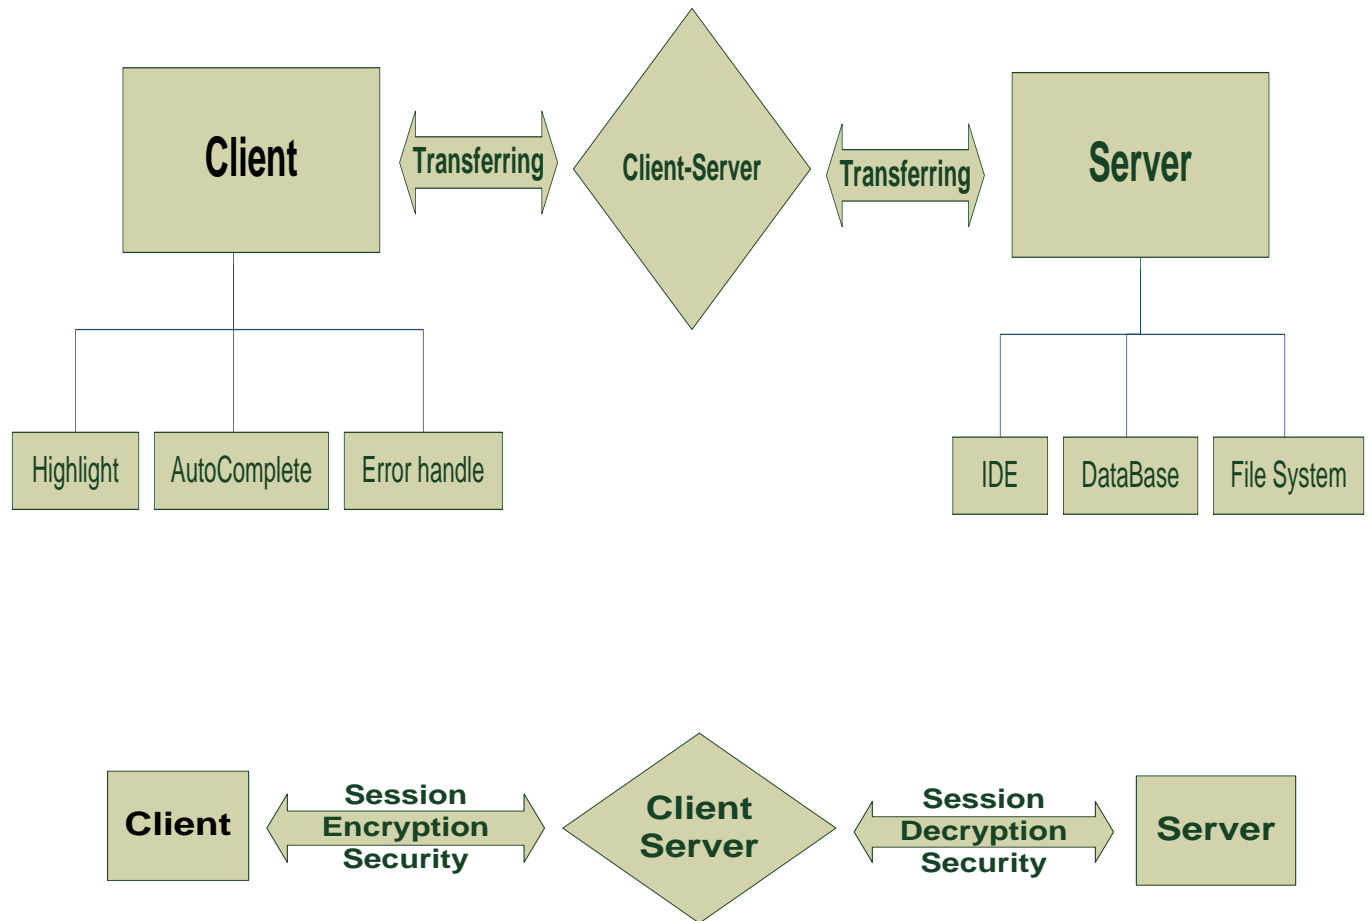 Client
Transferring
Client-Server
Transferring
Server
Highlight
AutoComplete
Error handle
IDE
DataBase
File System
Client
Session
Encryption
Security
Client
Server
Session
Decryption
Security
Server